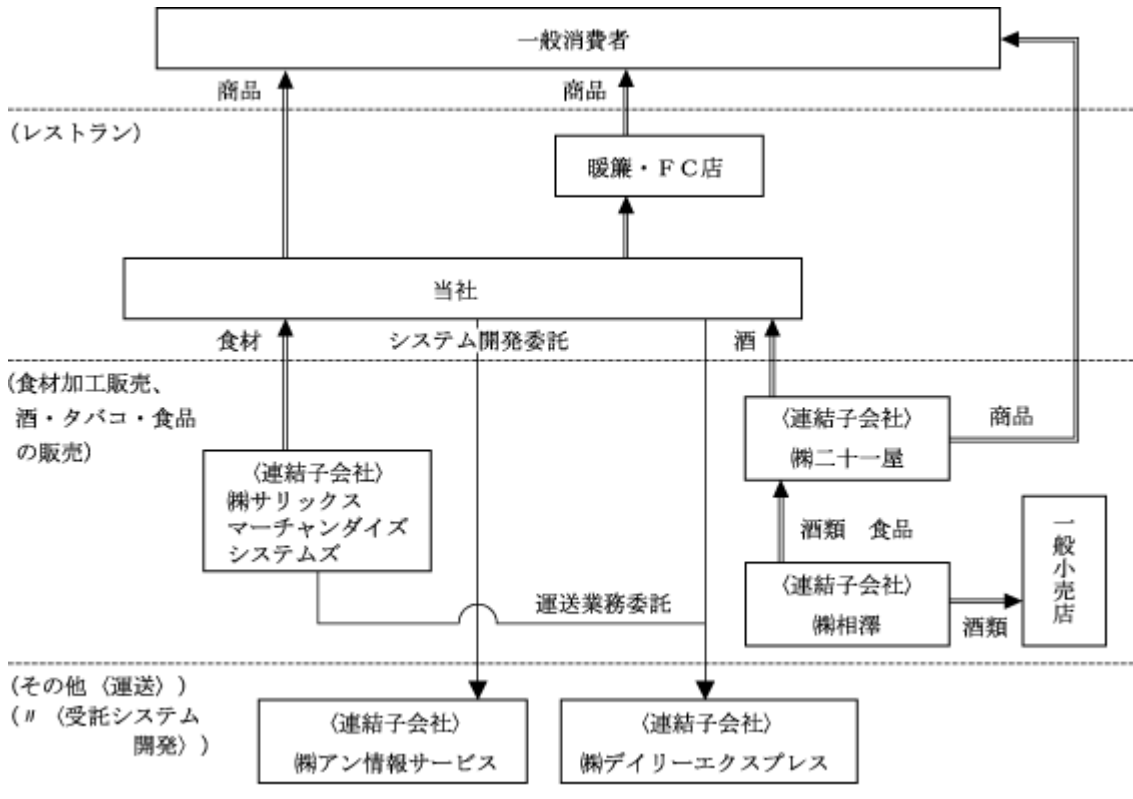 一般消費者
商品
商品
(レストラン)
暖簾・ＦＣ店
当社
食材
システム開発委託
酒
(食材加工販売、
酒・タバコ・食品
の販売)
〈連結子会社〉
㈱二十一屋
商品
〈連結子会社〉
㈱サリックス
マーチャンダイズ
システムズ
酒類　食品
一般小売店
〈連結子会社〉
㈱相澤
酒類
運送業務委託
(その他〈運送〉)
(〃〈受託システム
開発〉)
〈連結子会社〉
㈱アン情報サービス
〈連結子会社〉
㈱デイリーエクスプレス